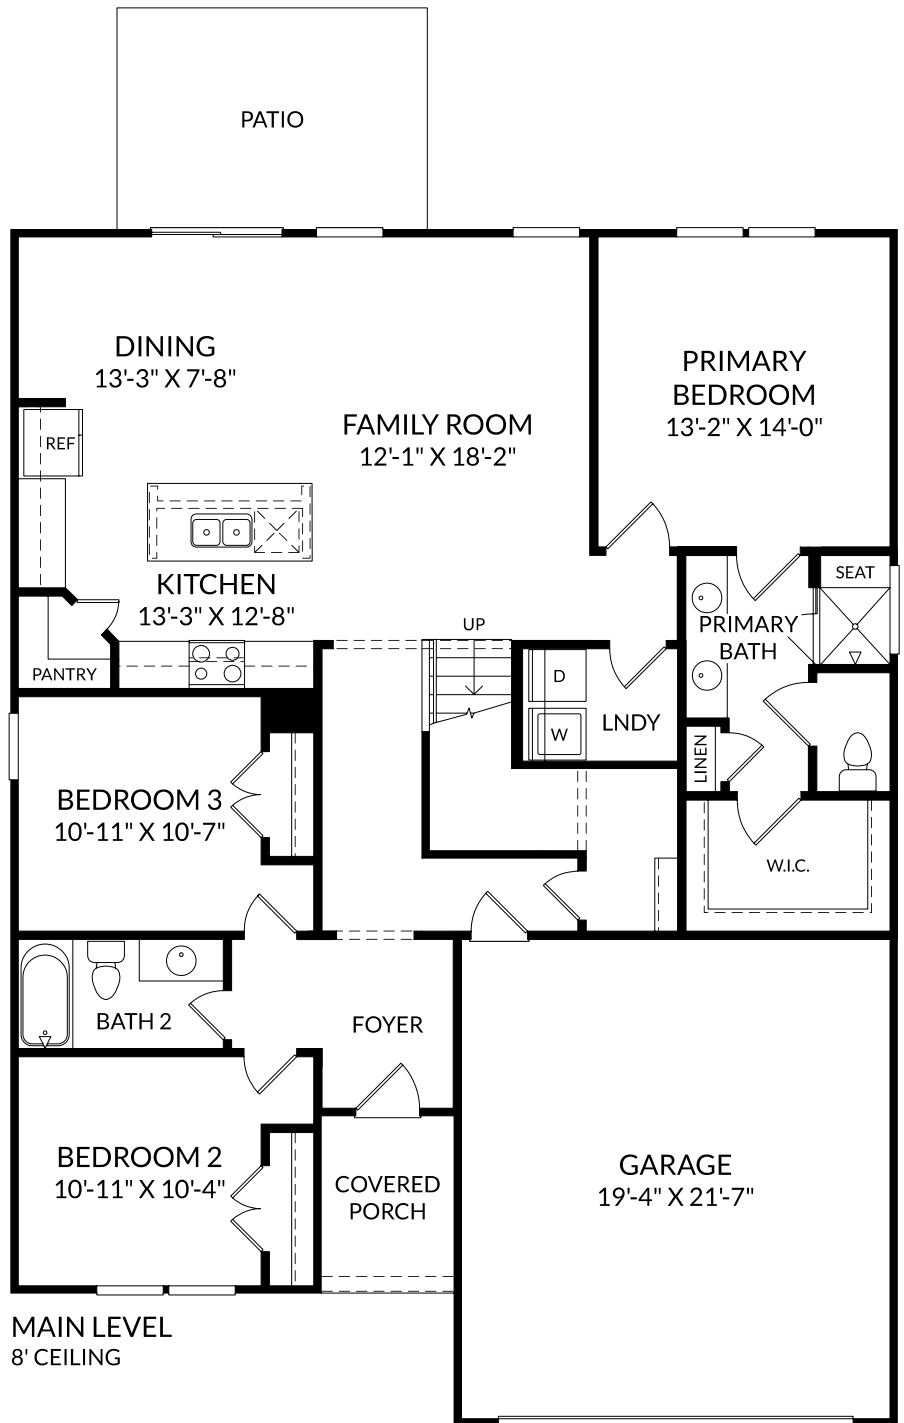 PATIO
DINING
13'-3" X 7'-8"
PRIMARY
BEDROOM
13'-2" X 14'-0"
FAMILY ROOM
12'-1" X 18'-2"
REF
KITCHEN
13'-3" X 12'-8"
SEAT
UP
PRIMARY
BATH
PANTRY
D
W
LNDY
LINEN
BEDROOM 3
10'-11" X 10'-7"
W.I.C.
BATH 2
FOYER
BEDROOM 2
10'-11" X 10'-4"
COVERED
PORCH
GARAGE
19'-4" X 21'-7"
MAIN LEVEL
8' CEILING